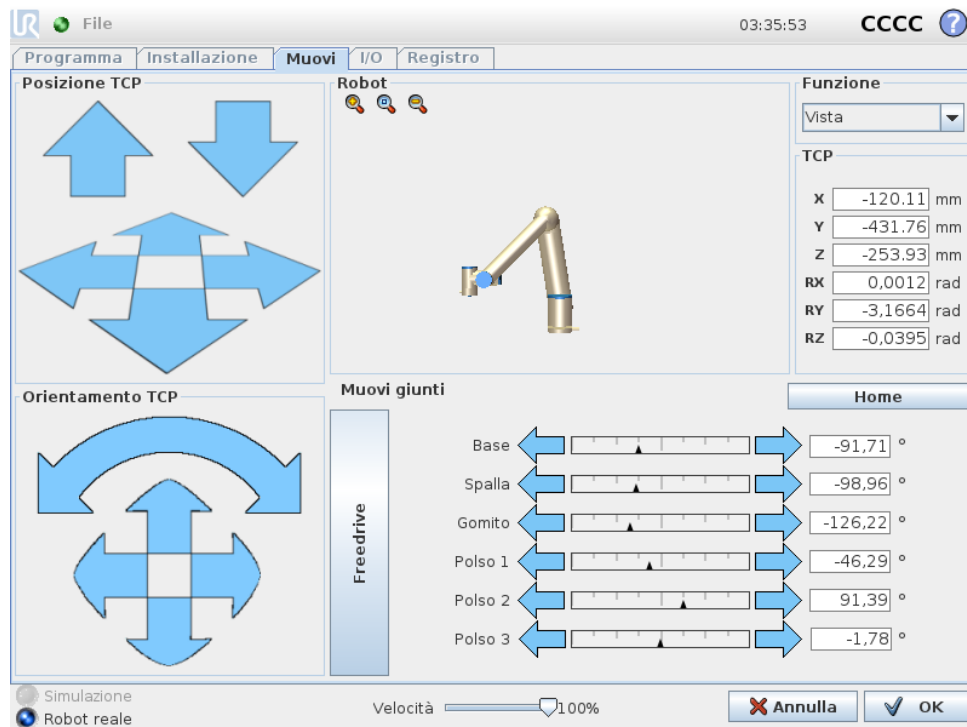 UR File 03:35:53 CCCC ?
Programma Installazione Muovi I/O Registro
Posizione TCP
Robot
Funzione
Vista
TCP
X -120.11 mm
Y -431.76 mm
Z -253.93 mm
RX 0,0012 rad
RY -3,1664 rad
RZ -0,0395 rad
Orientamento TCP
Muovi giunti
Home
Freedrive
Base -91,71 °
Spalla -98,96 °
Gomito -126,22 °
Polso 1 -46,29 °
Polso 2 91,39 °
Polso 3 -1,78 °
Simulazione
Robot reale
Velocità 100%
Annulla
OK